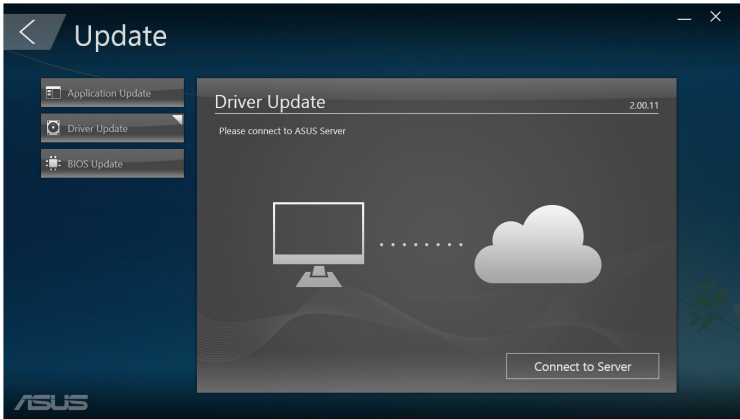 Update
Application Update
Driver Update
BIOS Update
Driver Update
2.00.11
Please connect to ASUS Server
Connect to Server
ASUS